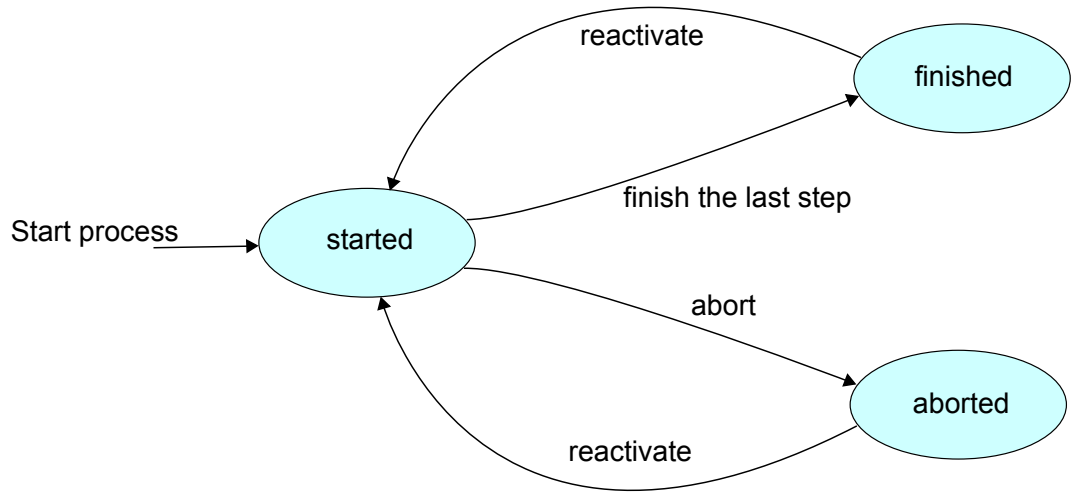 reactivate
finished
finish the last step
Start process
started
abort
aborted
reactivate